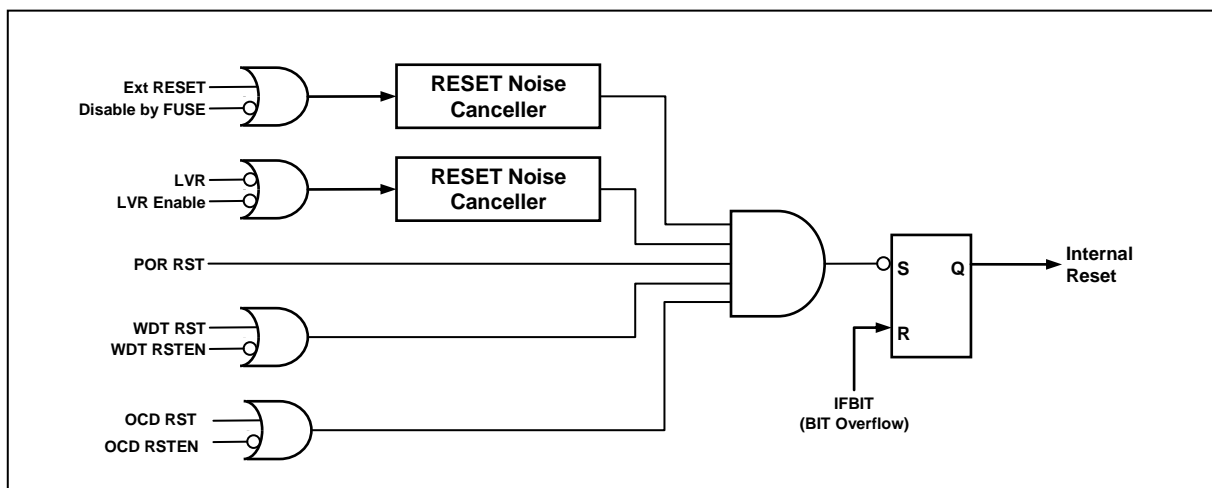 Ext RESET
Disable by FUSE
RESET Noise
Canceller
LVR
LVR Enable
RESET Noise
Canceller
POR RST
WDT RST
WDT RSTEN
OCD RST
OCD RSTEN
S
Q
R
Internal
Reset
IFBIT
(BIT Overflow)